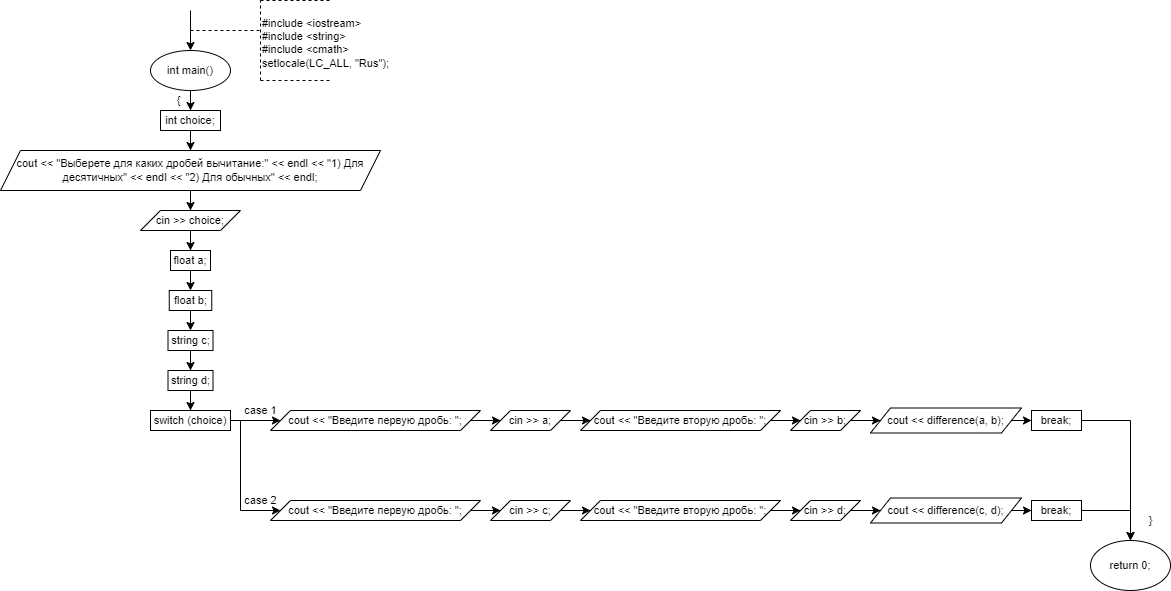 #include <iostream>
#include <string>
#include <cmath>
setlocale(LC_ALL, "Rus");
int main()
{
int choice;
cout << "Выберете для каких дробей вычитание:" << endl << "1) Для
десятичных" << endl << "2) Для обычных" << endl;
cin >> choice;
float a;
float b;
string c;
string d;
switch (choice)
case 1
cout << "Введите первую дробь: ";
cin >> a;
cout << "Введите вторую дробь: ";
cin >> b;
cout << difference(a, b);
break;
case 2
cout << "Введите первую дробь: ";
cin >> c;
cout << "Введите вторую дробь: ";
cin >> d;
cout << difference(c, d);
break;
}
return 0;